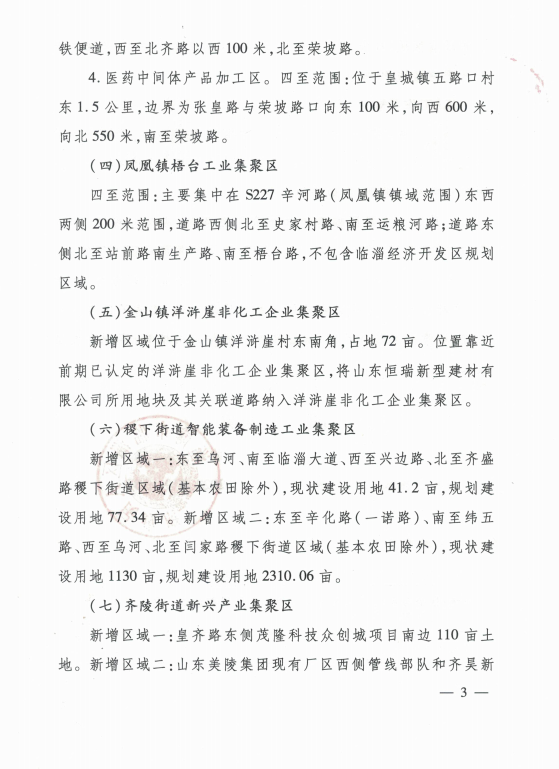 铁便道,西至北齐路以西100米,北至荣坡路。
4.医药中间体产品加工区。四至范围:位于皇城镇五路口村
东1.5公里,边界为张皇路与荣坡路口向东100米,向西600米,
向北550米,南至荣坡路。
(四)凤凰镇梧台工业集聚区
四至范围:主要集中在S227辛河路(凤凰镇镇域范围)东西
两侧200米范围,道路西侧北至史家村路、南至运粮河路;道路东
侧北至站前路南生产路、南至梧台路,不包含临淄经济开发区规划
区域。
(五)金山镇洋浒崖非化工企业集聚区
新增区域位于金山镇洋浒崖村东南角,占地72亩。位置靠近
前期已认定的洋浒崖非化工企业集聚区,将山东恒瑞新型建材有
限公司所用地块及其关联道路纳入洋浒崖非化工企业集聚区。
(六)稷下街道智能装备制造工业集聚区
新增区域一:东至乌河、南至临淄大道、西至兴边路、北至齐盛
路稷下街道区域(基本农田除外),现状建设用地41.2亩,规划建
设用地77.34亩。新增区域二:东至辛化路(一诺路)、南至纬五
路、西至乌河、北至闫家路稷下街道区域(基本农田除外),现状建
设用地1130亩,规划建设用地2310.06亩。
(七)齐陵街道新兴产业集聚区
新增区域一:皇齐路东侧茂隆科技众创城项目南边110亩土
地。新增区域二:山东美陵集团现有厂区西侧管线部队和齐昊新
— 3 —